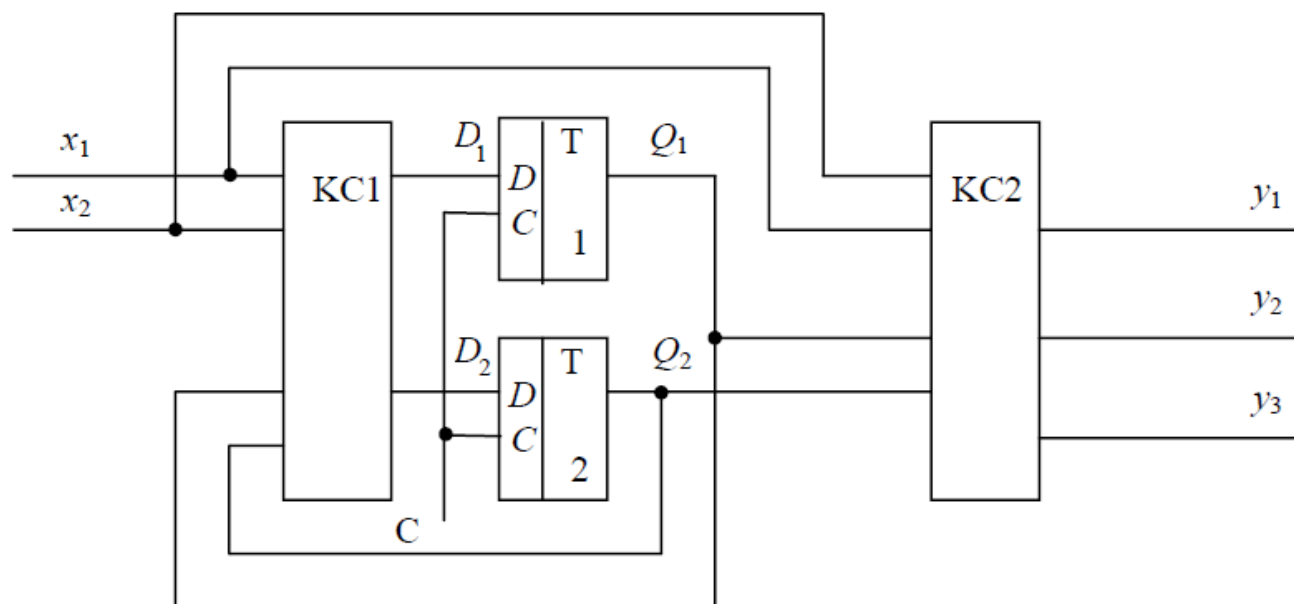 x₁
D₁
T
Q₁
D
KC1
KC2
x₂
C
y₁
1
D₂
T
Q₂
y₂
D
C
y₃
2
C